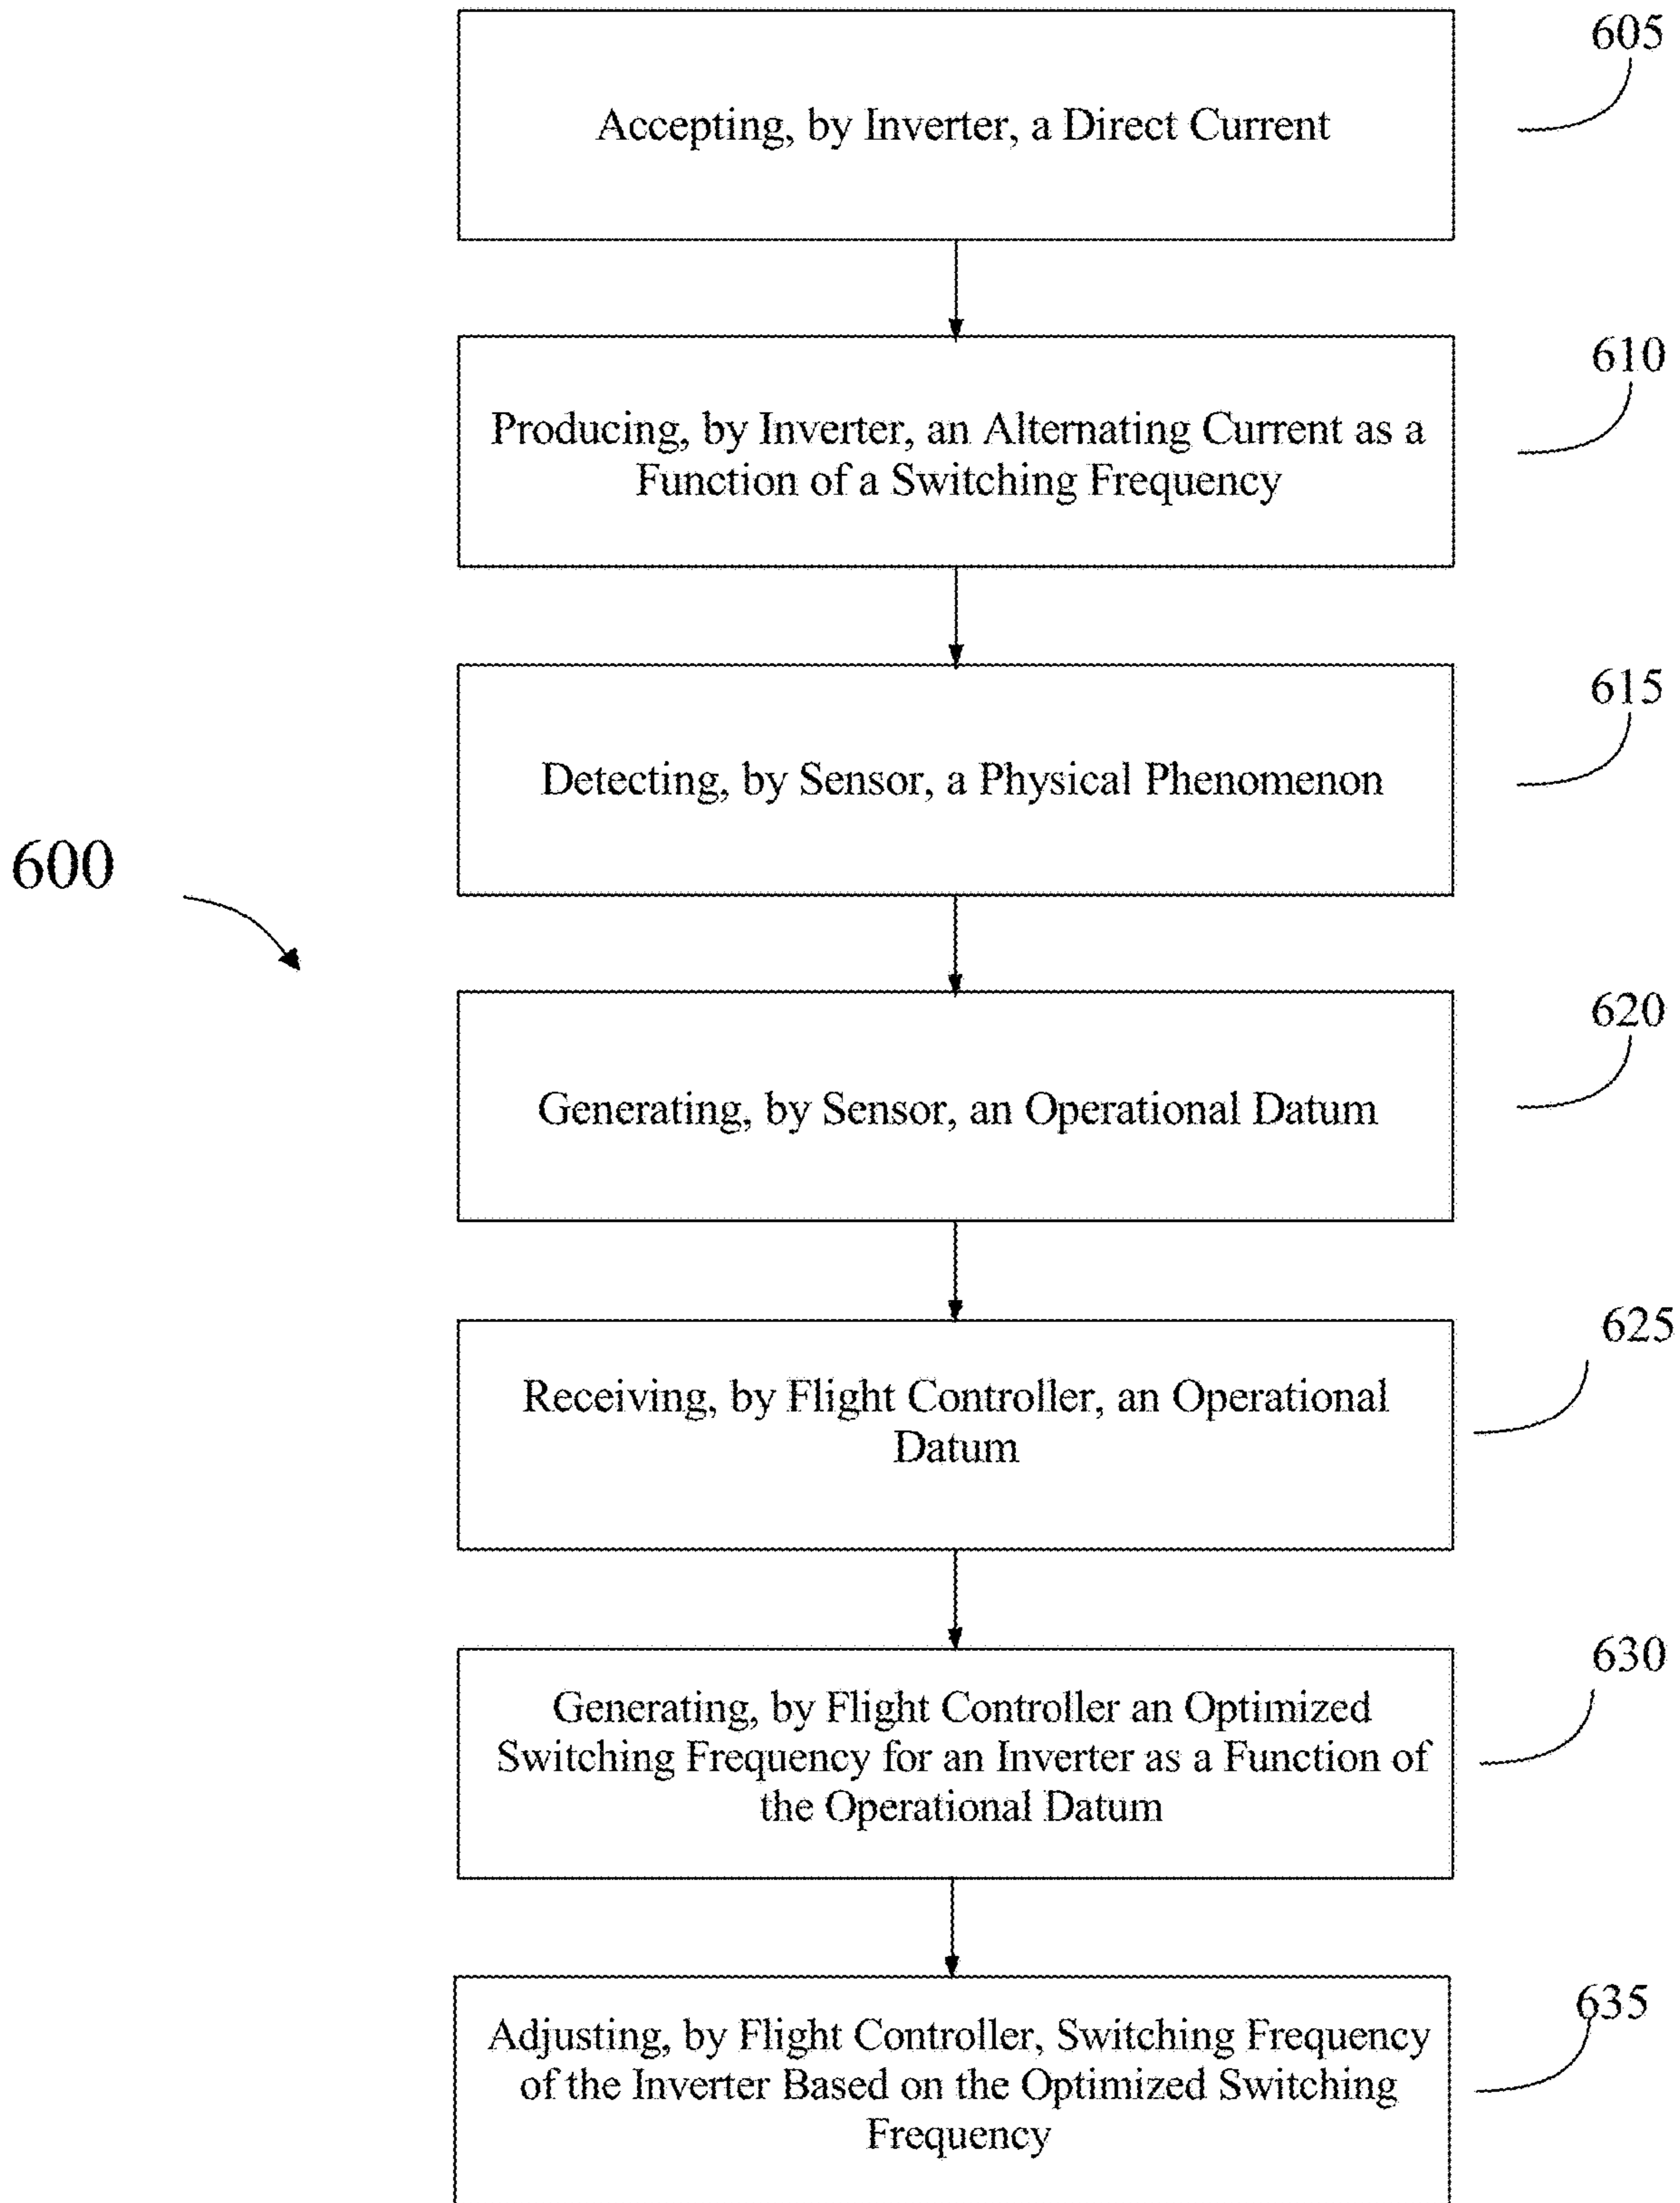 605
Accepting, by Inverter, a Direct Current
610
Producing, by Inverter, an Alternating Current as a
Function of a Switching Frequency
615
Detecting, by Sensor, a Physical Phenomenon
600
620
Generating, by Sensor, an Operational Datum
625
Receiving, by Flight Controller, an Operational
Datum
630
Generating, by Flight Controller an Optimized
Switching Frequency for an Inverter as a Function of
the Operational Datum
635
Adjusting, by Flight Controller, Switching Frequency
of the Inverter Based on the Optimized Switching
Frequency